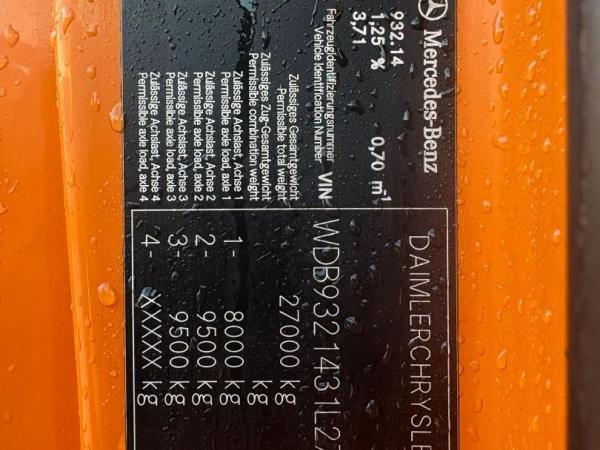 Mercedes-Benz
DAIMLERCHRYSLE
932.14
1,25 % 0,70 m-1
3,71
Fahrzeugidentifizierungsnummer
Vehicle Identification Number VIN WDB9321431L27
Zulässiges Gesamtgewicht
-Permissible total weight 27000 kg
Zulässiges Zug-Gesamtgewicht
Permissible combination weight kg
Zulässige Achslast, Achse 1
Permissible axle load, axle 1 1- 8000 kg
Zulässige Achslast, Achse 2
Permissible axle load, axle 2 2- 9500 kg
Zulässige Achslast, Achse 3
Permissible axle load, axle 3 3- 9500 kg
Zulässige Achslast, Achse 4
Permissible axle load, axle 4 4- XXXXX kg